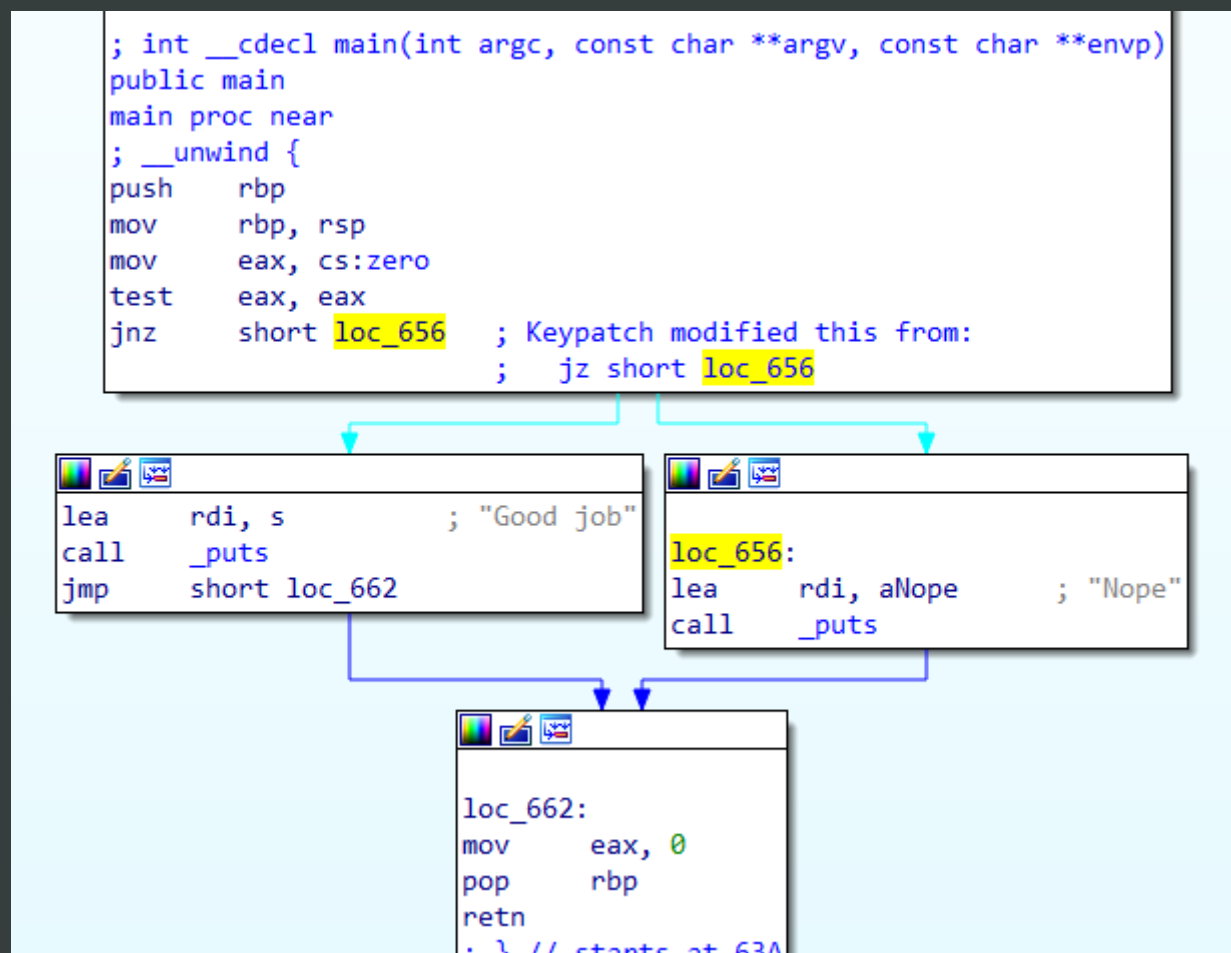 ; int __cdecl main(int argc, const char **argv, const char **envp)
public main
main proc near
; __unwind {
push rbp
mov rbp, rsp
mov eax, cs:zero
test eax, eax
jnz short loc_656 ; Keypatch modified this from:
; jz short loc_656
lea rdi, s ; "Good job"
call _puts
jmp short loc_662
loc_656:
lea rdi, aNope ; "Nope"
call _puts
loc_662:
mov eax, 0
pop rbp
retn
; } // starts at 63A